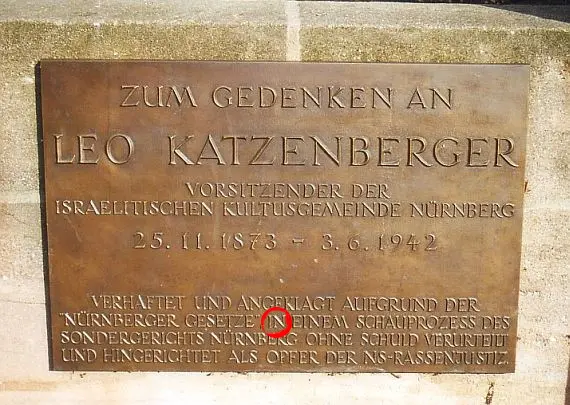 ZUM GEDENKEN AN
LEO KATZENBERGER
VORSITZENDER DER
ISRAELITISCHEN KULTUSGEMEINDE NÜRNBERG
25. 11. 1873 - 3. 6. 1942
VERHAFTET UND ANGEKLAGT AUFGRUND DER
"NÜRNBERGER GESETZE" IN EINEM SCHAUPROZESS DES
SONDERGERICHTS NÜRNBERG OHNE SCHULD VERURTEILT
UND HINGERICHTET ALS OPFER DER NS-RASSENJUSTIZ.